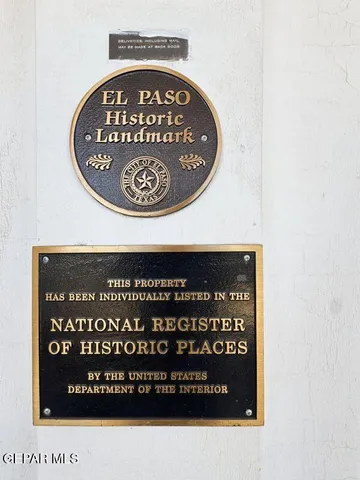 DELIVERIES, INCLUDING MAIL
MAY BE MADE AT BACK DOOR
EL PASO
Historic
Landmark
THE CITY OF EL PASO
TEXAS
THIS PROPERTY
HAS BEEN INDIVIDUALLY LISTED IN THE
NATIONAL REGISTER
OF HISTORIC PLACES
BY THE UNITED STATES
DEPARTMENT OF THE INTERIOR
GEPAR MLS